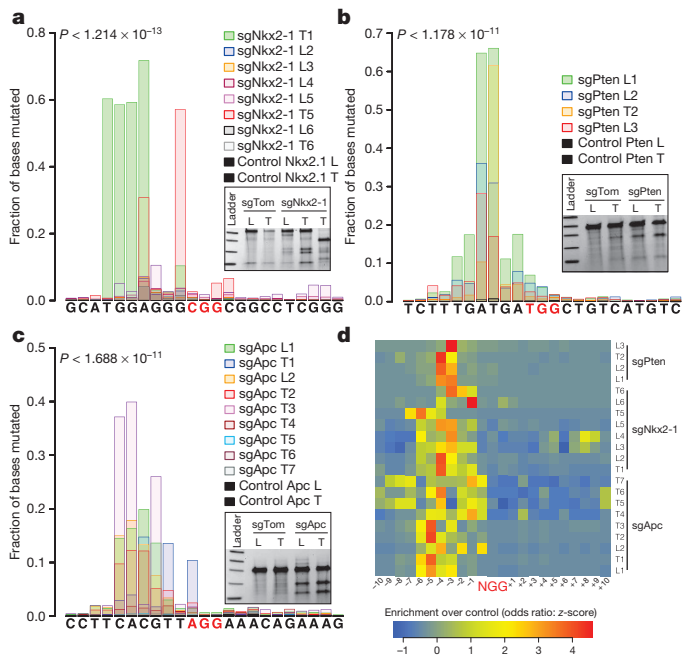 a
P < 1.214 × 10−13
Fraction of bases mutated
0.8
0.6
0.4
0.2
0.0
sgNkx2-1 T1
sgNkx2-1 L2
sgNkx2-1 L3
sgNkx2-1 L4
sgNkx2-1 L5
sgNkx2-1 T5
sgNkx2-1 L6
sgNkx2-1 T6
Control Nkx2.1 L
Control Nkx2.1 T
Ladder
sgTom sgNkx2-1
L T L T
GCATGGAGGGCGGCGGCCTCGGG
b
P < 1.178 × 10−11
Fraction of bases mutated
0.7
0.6
0.5
0.4
0.3
0.2
0.1
0.0
sgPten L1
sgPten L2
sgPten T2
sgPten L3
Control Pten L
Control Pten T
Ladder
sgTom sgPten
L T L T
TCTTTGATGATGGCTGTCATGTC
c
P < 1.688 × 10−11
Fraction of bases mutated
0.5
0.4
0.3
0.2
0.1
0.0
sgApc L1
sgApc T1
sgApc L2
sgApc T2
sgApc T3
sgApc T4
sgApc T5
sgApc T6
sgApc T7
Control Apc L
Control Apc T
Ladder
sgTom sgApc
L T L T
CCTTCACGTTAGGAAACAGAAAG
d
L3
T2
L2
L1
sgPten
T6
L6
T5
L5
L4
L3
L2
T1
sgNkx2-1
T7
T6
T5
T4
T3
T2
L2
T1
L1
sgApc
−10 −9 −8 −7 −6 −5 −4 −3 −2 −1 NGG +1 +2 +3 +4 +5 +6 +7 +8 +9 +10
Enrichment over control (odds ratio: z-score)
−1 0 1 2 3 4